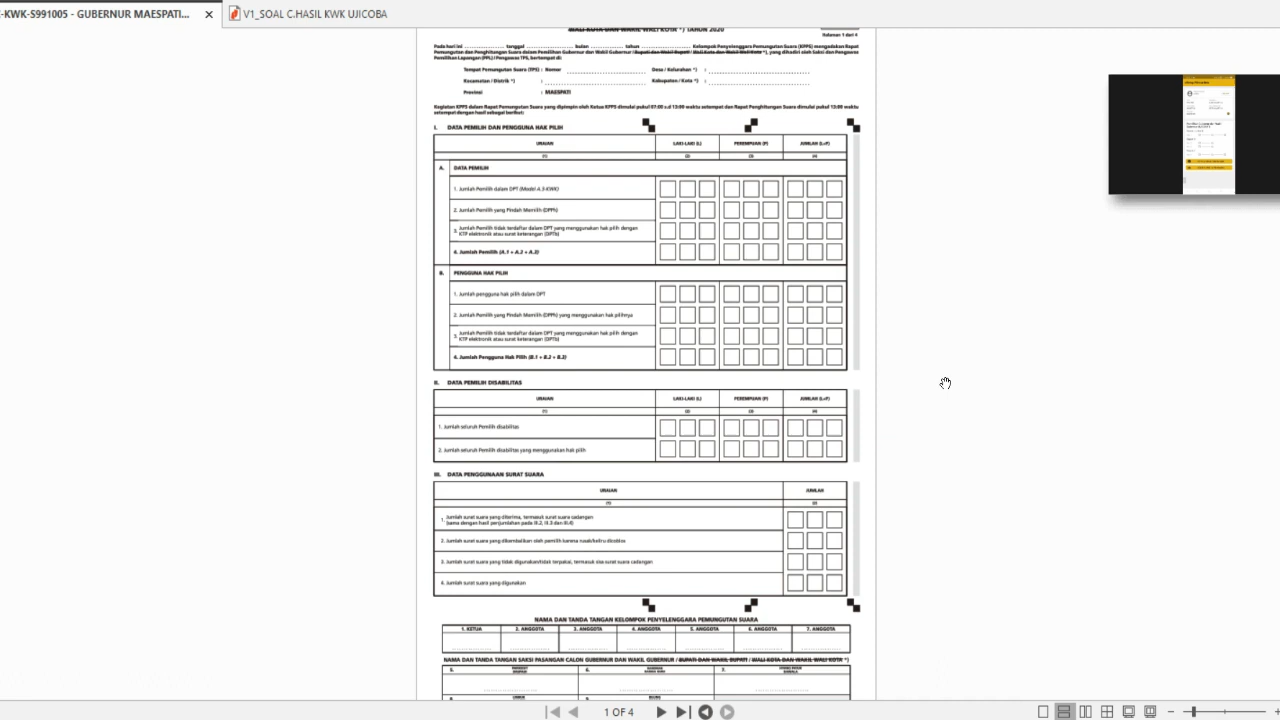 -KWK-S991005 - GUBERNUR MAESPATI...
V1_SOAL C.HASIL KWK UJICOBA
WALI KOTA DAN WAKIL WALI KOTA *) TAHUN 2020
Halaman 1 dari 4
Pada hari ini .................. tanggal ...................... bulan .............. tahun .................. Kelompok Penyelenggara Pemungutan Suara (KPPS) mengadakan Rapat
Pemungutan dan Penghitungan Suara dalam Pemilihan Gubernur dan Wakil Gubernur / Bupati dan Wakil Bupati / Wali Kota dan Wakil Wali Kota *), yang dihadiri oleh Saksi dan Pengawas
Pemilihan Lapangan (PPL) / Pengawas TPS, bertempat di:
Tempat Pemungutan Suara (TPS) : Nomor
Desa / Kelurahan *) :
Kecamatan / Distrik *) :
Kabupaten / Kota *) :
Provinsi : MAESPATI
Kegiatan KPPS dalam Rapat Pemungutan Suara yang dipimpin oleh Ketua KPPS dimulai pukul 07:00 s.d 13:00 waktu setempat dan Rapat Penghitungan Suara dimulai pukul 13:00 waktu
setempat dengan hasil sebagai berikut:
I. DATA PEMILIH DAN PENGGUNA HAK PILIH
URAIAN LAKI-LAKI (L) PEREMPUAN (P) JUMLAH (L+P)
(1) (2) (3) (4)
A. DATA PEMILIH
1. Jumlah Pemilih dalam DPT (Model A.3-KWK)
2. Jumlah Pemilih yang Pindah Memilih (DPPh)
3. Jumlah Pemilih tidak terdaftar dalam DPT yang menggunakan hak pilih dengan
KTP elektronik atau surat keterangan (DPTb)
4. Jumlah Pemilih (A.1 + A.2 + A.3)
B. PENGGUNA HAK PILIH
1. Jumlah pengguna hak pilih dalam DPT
2. Jumlah Pemilih yang Pindah Memilih (DPPh) yang menggunakan hak pilihnya
3. Jumlah Pemilih tidak terdaftar dalam DPT yang menggunakan hak pilih dengan
KTP elektronik atau surat keterangan (DPTb)
4. Jumlah Pengguna Hak Pilih (B.1 + B.2 + B.3)
II. DATA PEMILIH DISABILITAS
URAIAN LAKI-LAKI (L) PEREMPUAN (P) JUMLAH (L+P)
(1) (2) (3) (4)
1. Jumlah seluruh Pemilih disabilitas
2. Jumlah seluruh Pemilih disabilitas yang menggunakan hak pilih
III. DATA PENGGUNAAN SURAT SUARA
URAIAN JUMLAH
(1) (2)
1. Jumlah surat suara yang diterima, termasuk surat suara cadangan
(sama dengan hasil penjumlahan pada III.2, III.3 dan III.4)
2. Jumlah surat suara yang dikembalikan oleh pemilih karena rusak/keliru dicoblos
3. Jumlah surat suara yang tidak digunakan/tidak terpakai, termasuk sisa surat suara cadangan
4. Jumlah surat suara yang digunakan
NAMA DAN TANDA TANGAN KELOMPOK PENYELENGGARA PEMUNGUTAN SUARA
1. KETUA 2. ANGGOTA 3. ANGGOTA 4. ANGGOTA 5. ANGGOTA 6. ANGGOTA 7. ANGGOTA
NAMA DAN TANDA TANGAN SAKSI PASANGAN CALON GUBERNUR DAN WAKIL GUBERNUR / BUPATI DAN WAKIL BUPATI / WALI KOTA DAN WAKIL WALI KOTA *)
5. 6. 7.
1 OF 4